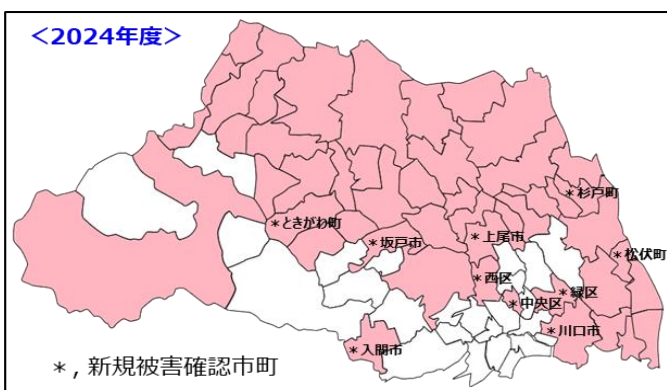 ＜2024年度＞
＊杉戸町
＊ときがわ町
＊上尾市
＊坂戸市
＊松伏町
＊西区
＊緑区
＊中央区
＊川口市
＊入間市
＊，新規被害確認市町